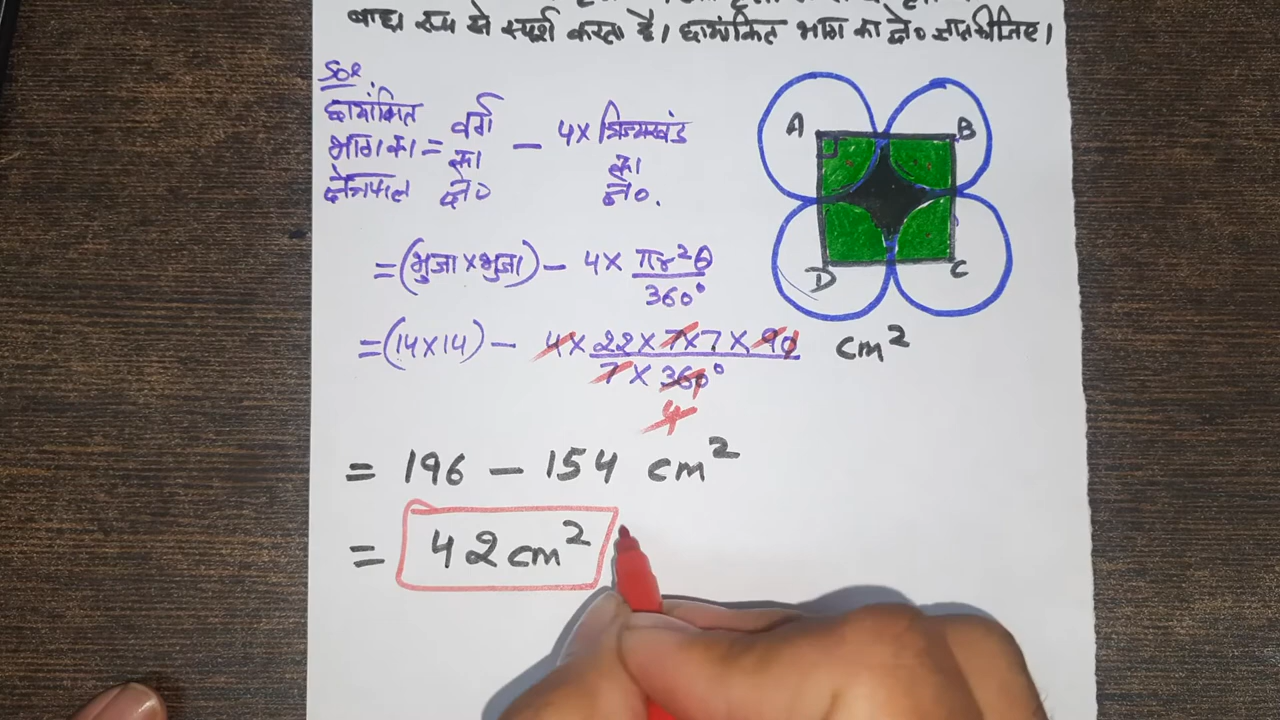 बाह्य रूप से स्पर्श करता है। छायांकित भाग का क्षे० ज्ञात कीजिए।
Sol
छायांकित भाग का क्षेत्रफल = वर्ग का क्षे० - 4× त्रिज्यखंड का क्षे०.
= (भुजा × भुजा) - 4 × πr²θ / 360°
= (14×14) - 4 × 22 × 7 × 7 × 90 / 7 × 360° cm²
4
= 196 - 154 cm²
= 42 cm²
A
B
D
C